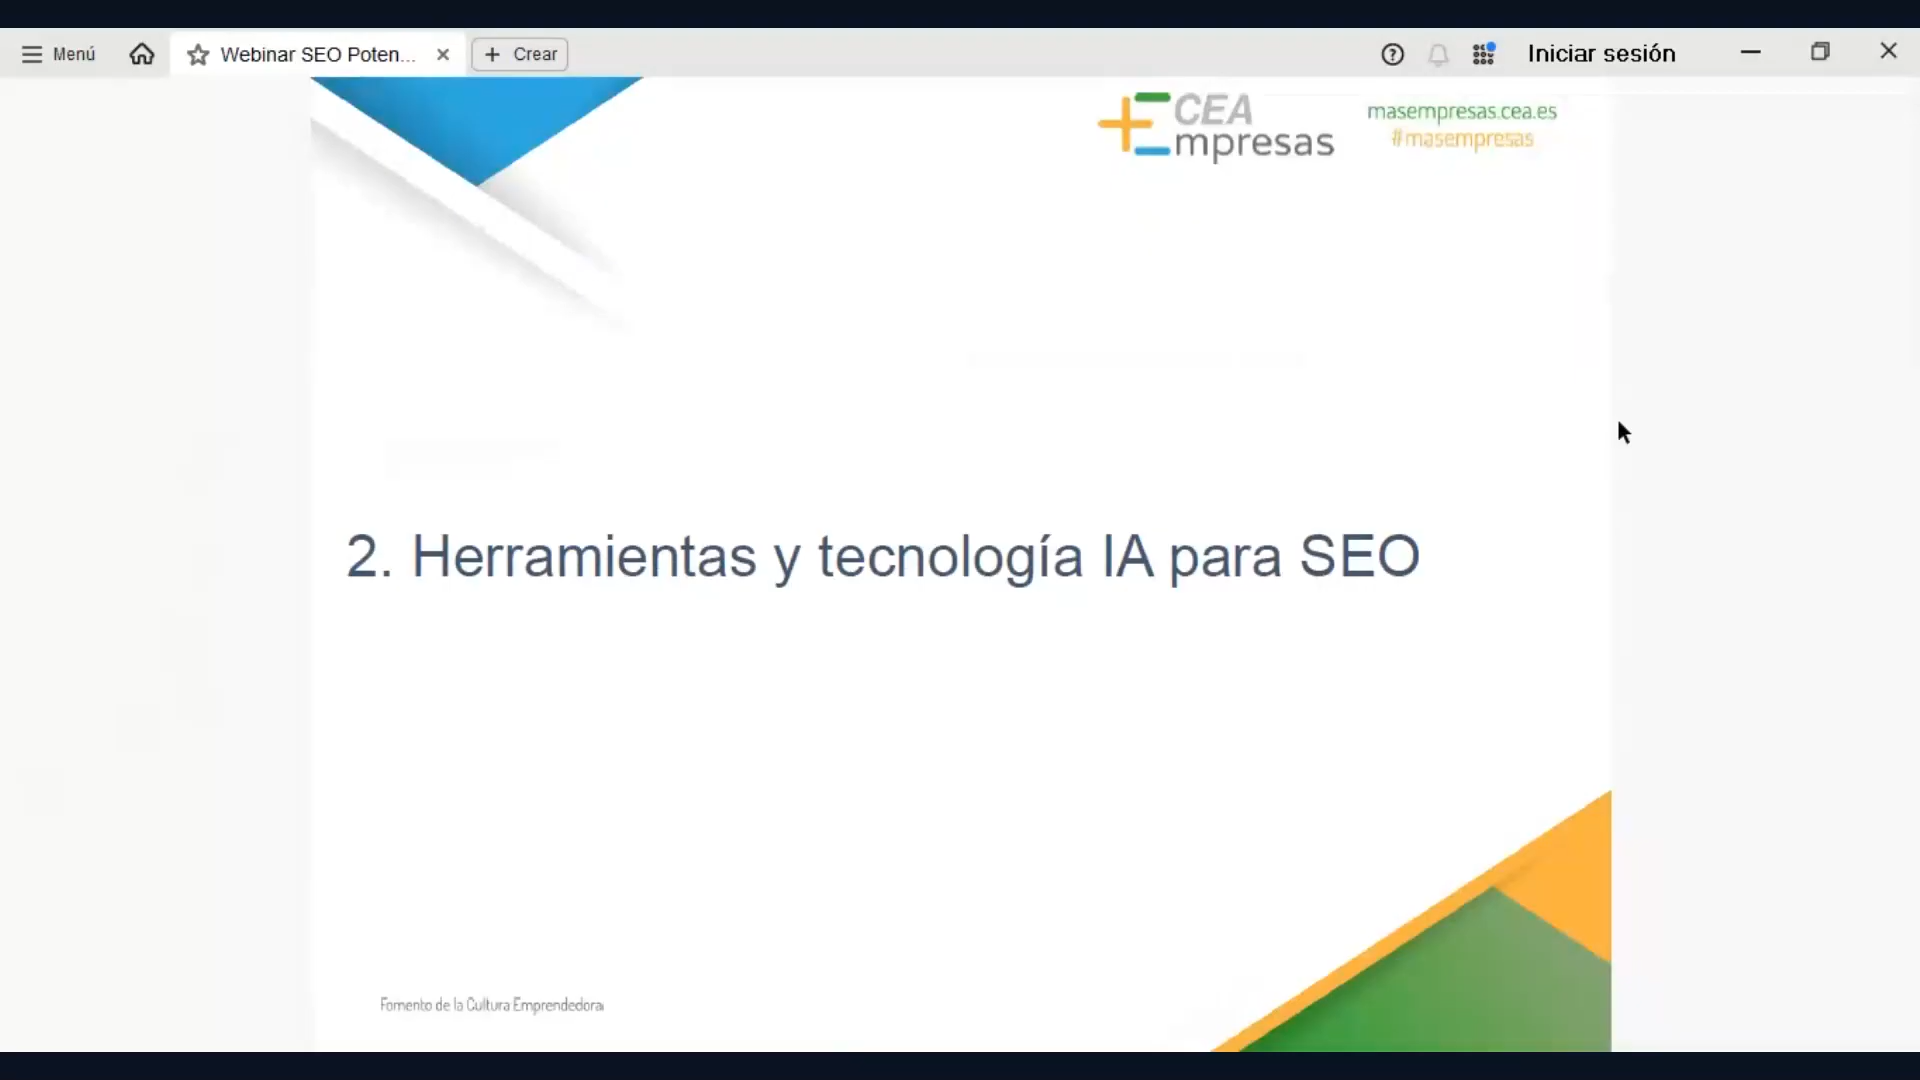 Menú
Webinar SEO Poten...
Crear
Iniciar sesión
CEA
Empresas
masempresas.cea.es
#masempresas
2. Herramientas y tecnología IA para SEO
Fomento de la Cultura Emprendedora